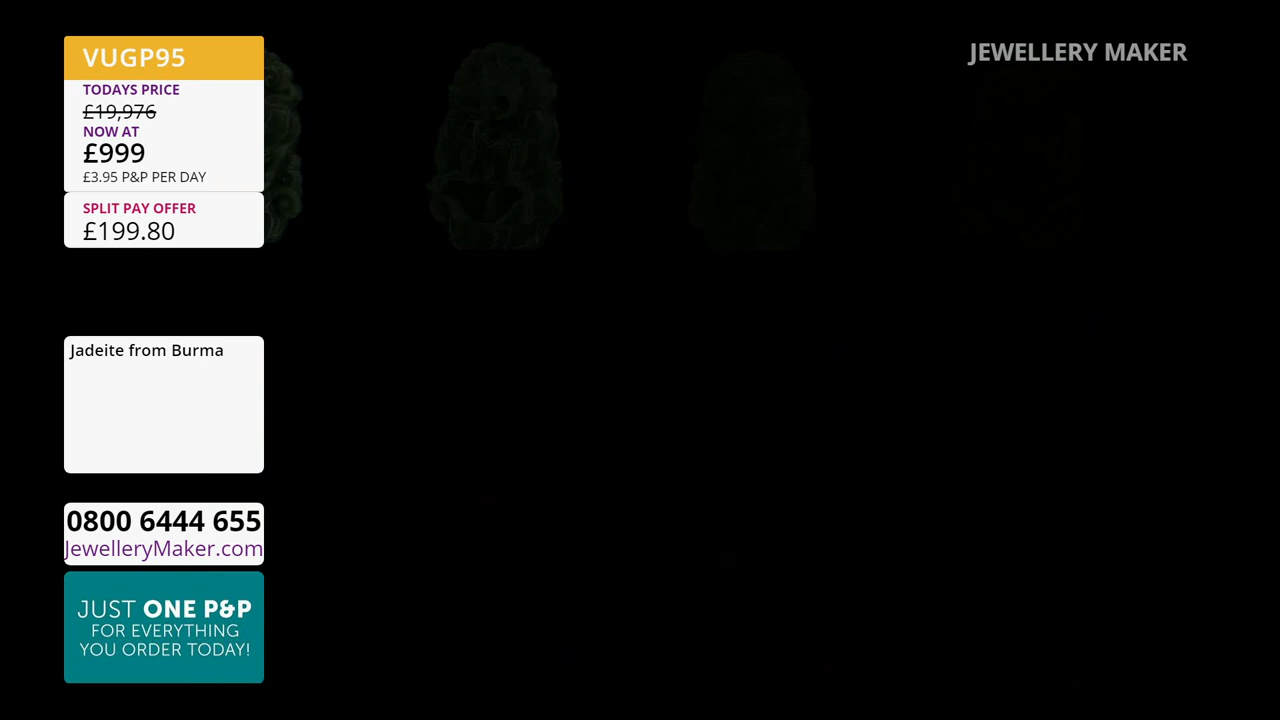 VUGP95
TODAYS PRICE
£19,976
NOW AT
£999
£3.95 P&P PER DAY
SPLIT PAY OFFER
£199.80
JEWELLERY MAKER
Jadeite from Burma
0800 6444 655
JewelleryMaker.com
JUST ONE P&P
FOR EVERYTHING
YOU ORDER TODAY!